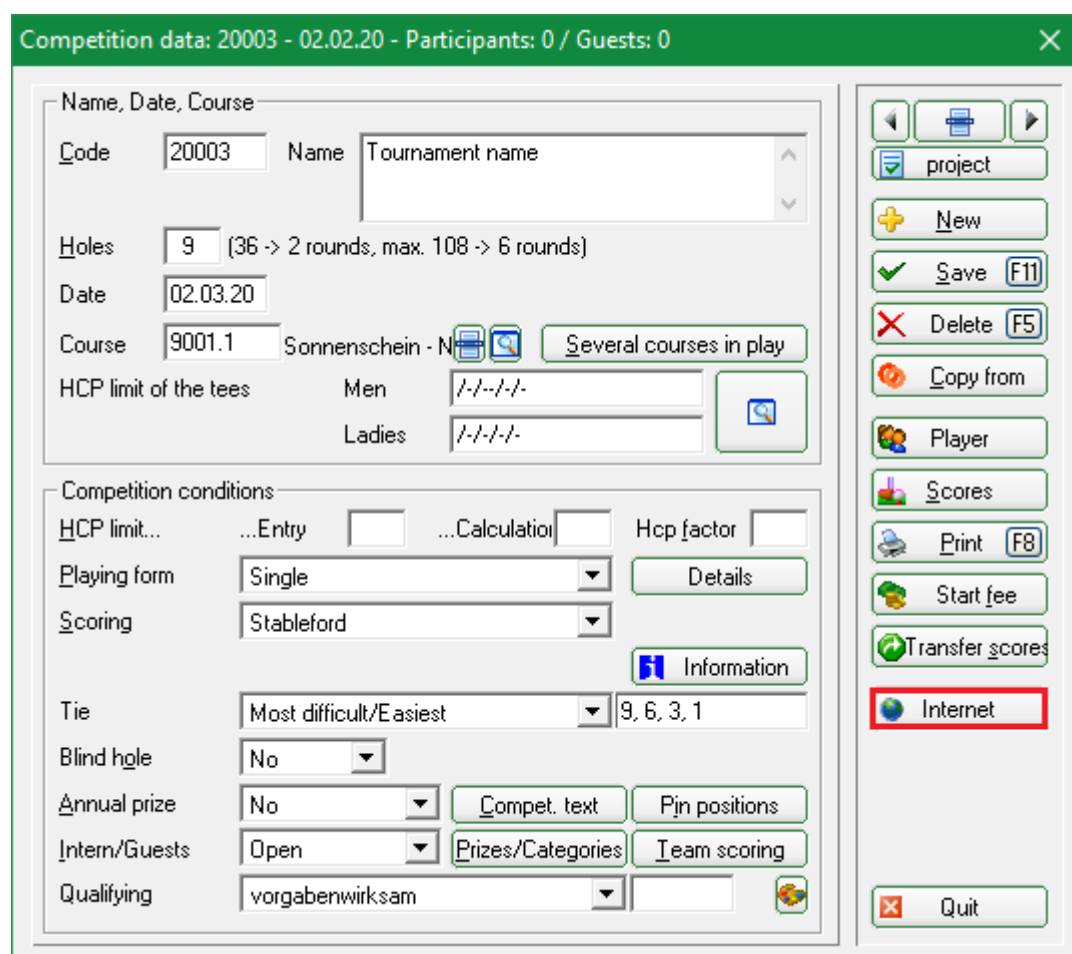 Competition data: 20003 - 02.02.20 - Participants: 0 / Guests: 0
Name, Date, Course
Code 20003 Name Tournament name
Holes 9 (36 -> 2 rounds, max. 108 -> 6 rounds)
Date 02.03.20
Course 9001.1 Sonnenschein - N Several courses in play
HCP limit of the tees Men /-/--/-/-
Ladies /-/-/-/-
Competition conditions
HCP limit... ...Entry ...Calculation Hcp factor
Playing form Single Details
Scoring Stableford
Information
Tie Most difficult/Easiest 9, 6, 3, 1
Blind hole No
Annual prize No Compet. text Pin positions
Intern/Guests Open Prizes/Categories Team scoring
Qualifying vorgabenwirksam
project
New
Save F11
Delete F5
Copy from
Player
Scores
Print F8
Start fee
Transfer scores
Internet
Quit